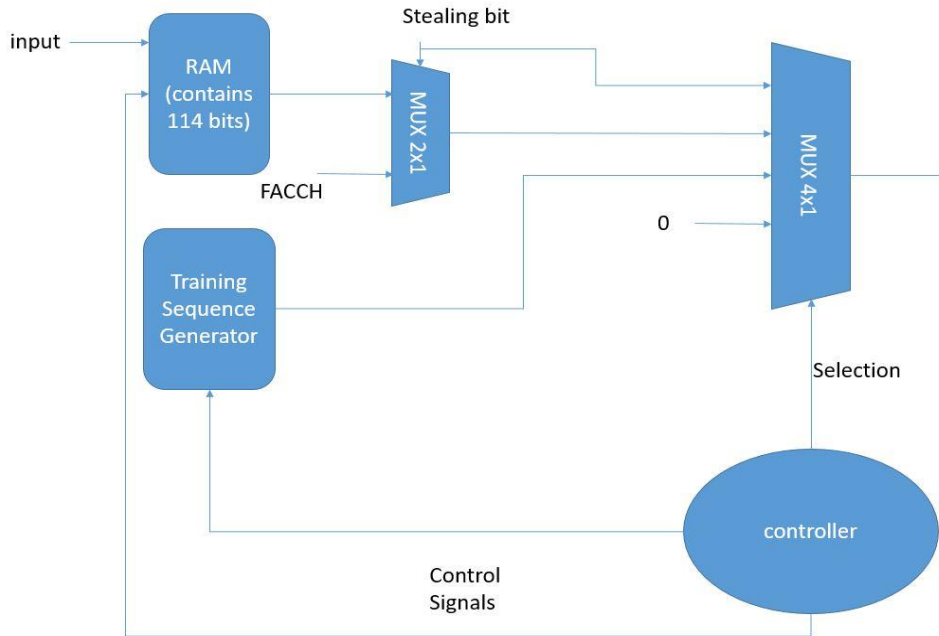 Stealing bit
input
RAM
(contains
114 bits)
MUX 2x1
MUX 4x1
FACCH
0
Training
Sequence
Generator
Selection
controller
Control
Signals